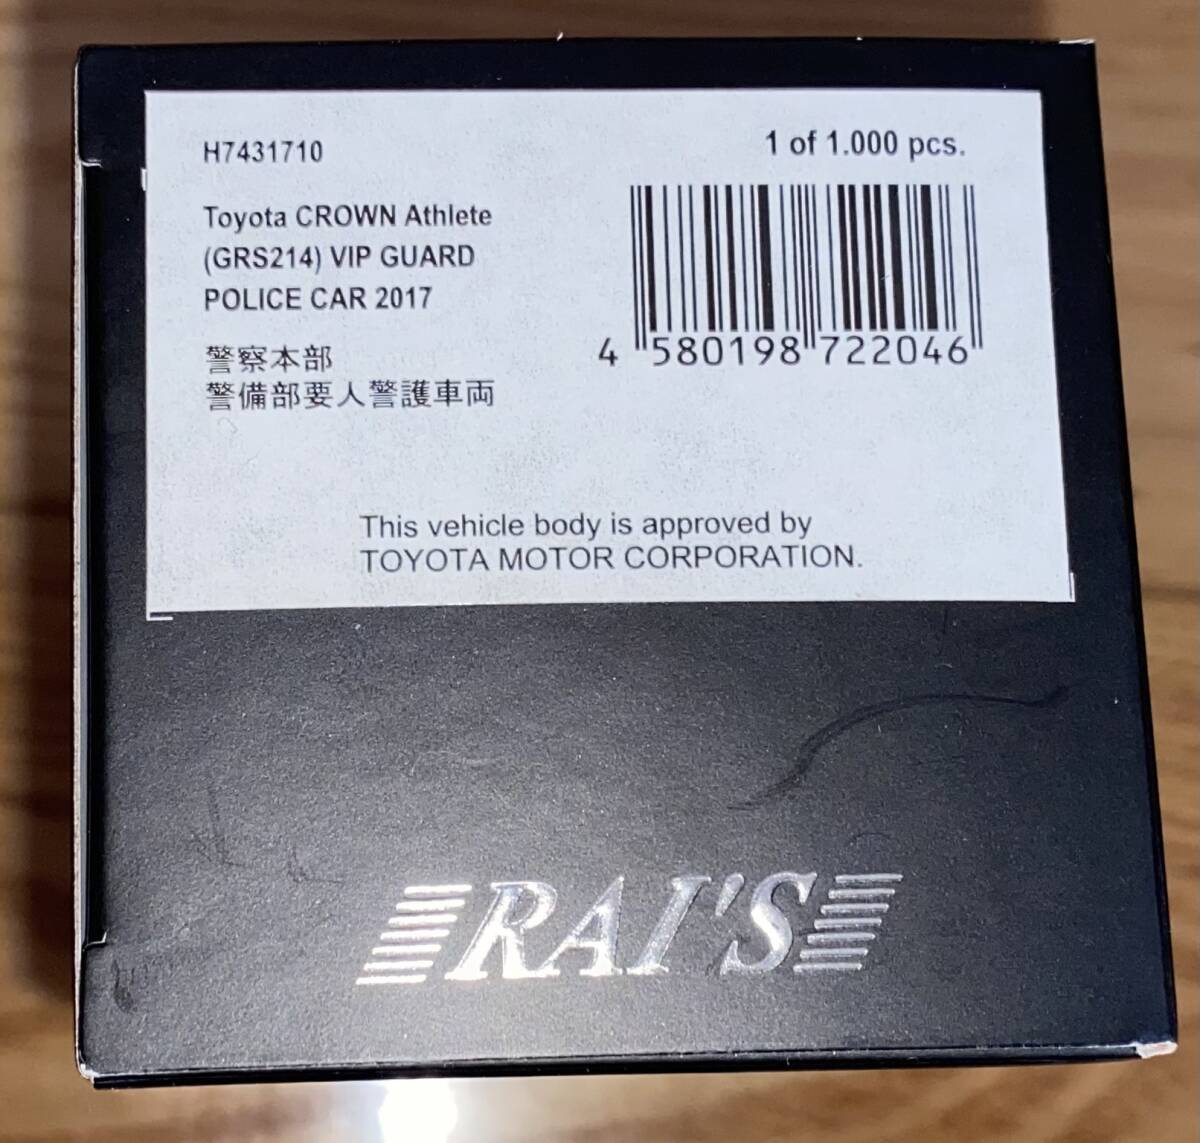 H7431710
1 of 1.000 pcs.
Toyota CROWN Athlete
(GRS214) VIP GUARD
POLICE CAR 2017
警察本部
警備部要人警護車両
4 580198 722046
This vehicle body is approved by
TOYOTA MOTOR CORPORATION.
RAI'S